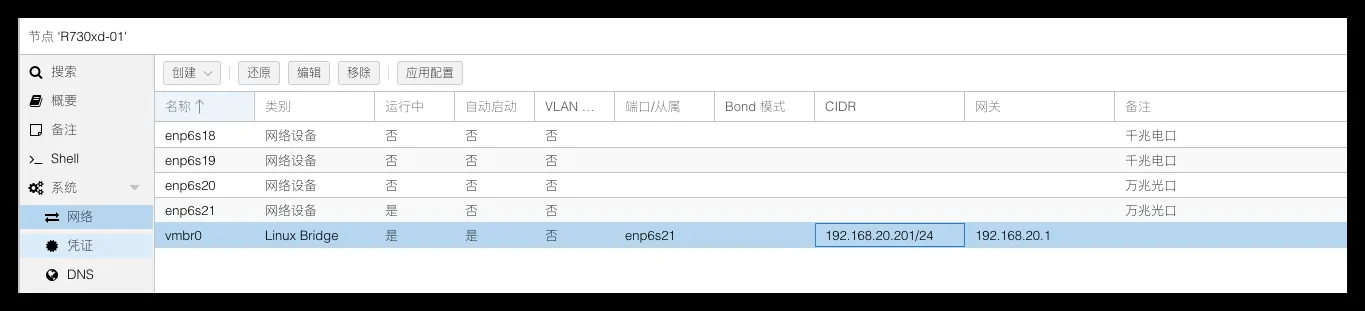 节点 'R730xd-01'
搜索
概要
备注
Shell
系统
网络
凭证
DNS
创建 还原 编辑 移除 应用配置
名称 类别 运行中 自动启动 VLAN ... 端口/从属 Bond 模式 CIDR 网关 备注
enp6s18 网络设备 否 否 否 千兆电口
enp6s19 网络设备 否 否 否 千兆电口
enp6s20 网络设备 否 否 否 万兆光口
enp6s21 网络设备 是 否 否 万兆光口
vmbr0 Linux Bridge 是 是 否 enp6s21 192.168.20.201/24 192.168.20.1